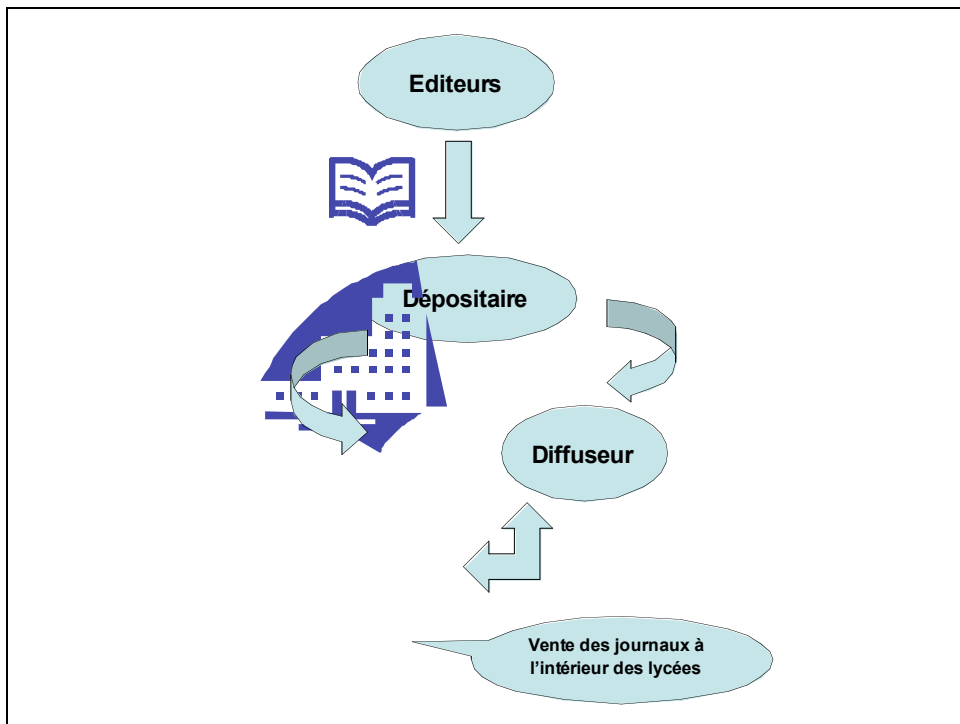 Editeurs
Dépositaire
Diffuseur
Vente des journaux à
l'intérieur des lycées